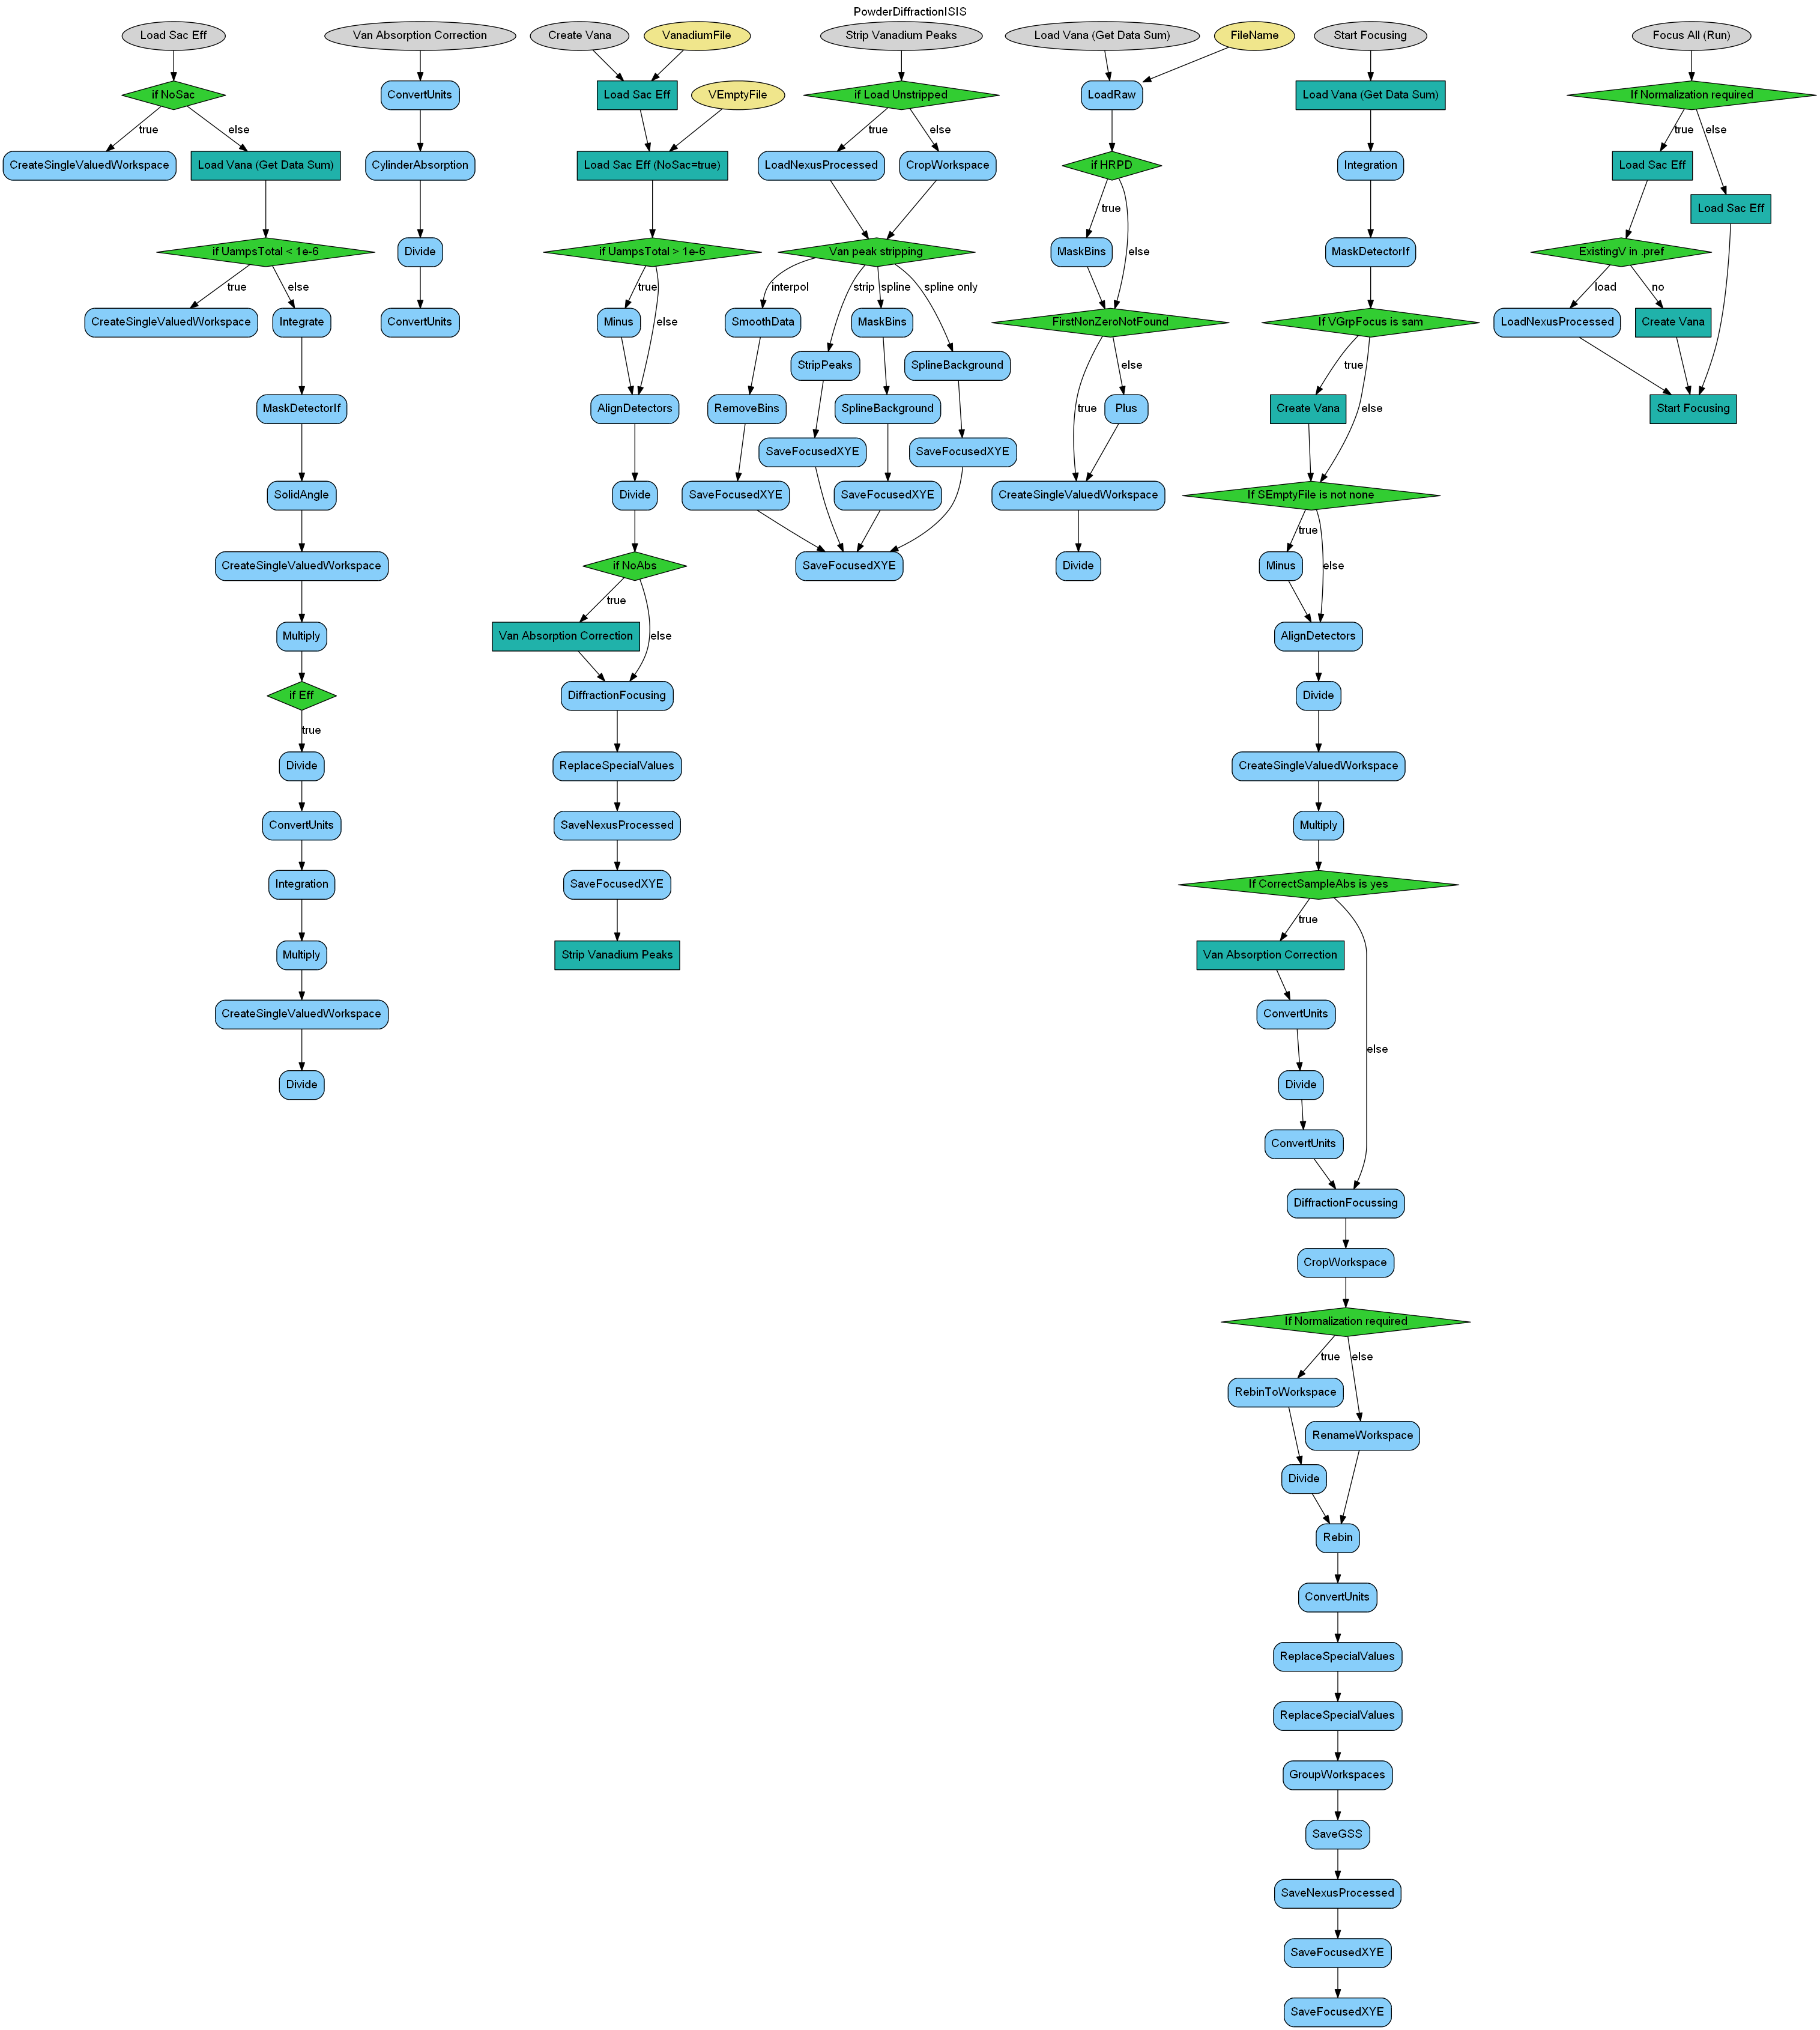 PowderDiffractionISIS
Load Sac Eff
if NoSac
true
else
CreateSingleValuedWorkspace
Load Vana (Get Data Sum)
if UampsTotal < 1e-6
true
else
CreateSingleValuedWorkspace
Integrate
MaskDetectorIf
SolidAngle
CreateSingleValuedWorkspace
Multiply
if Eff
true
Divide
ConvertUnits
Integration
Multiply
CreateSingleValuedWorkspace
Divide
Van Absorption Correction
ConvertUnits
CylinderAbsorption
Divide
ConvertUnits
Create Vana
VanadiumFile
Load Sac Eff
VEmptyFile
Load Sac Eff (NoSac=true)
if UampsTotal > 1e-6
true
Minus
else
AlignDetectors
Divide
if NoAbs
true
Van Absorption Correction
else
DiffractionFocusing
ReplaceSpecialValues
SaveNexusProcessed
SaveFocusedXYE
Strip Vanadium Peaks
Strip Vanadium Peaks
if Load Unstripped
true
else
LoadNexusProcessed
CropWorkspace
Van peak stripping
interpol
strip
spline
spline only
SmoothData
MaskBins
StripPeaks
SplineBackground
RemoveBins
SplineBackground
SaveFocusedXYE
SaveFocusedXYE
SaveFocusedXYE
SaveFocusedXYE
SaveFocusedXYE
Load Vana (Get Data Sum)
FileName
LoadRaw
if HRPD
true
MaskBins
else
FirstNonZeroNotFound
else
true
Plus
CreateSingleValuedWorkspace
Divide
Start Focusing
Load Vana (Get Data Sum)
Integration
MaskDetectorIf
If VGrpFocus is sam
true
Create Vana
else
If SEmptyFile is not none
true
Minus
else
AlignDetectors
Divide
CreateSingleValuedWorkspace
Multiply
If CorrectSampleAbs is yes
true
Van Absorption Correction
ConvertUnits
else
Divide
ConvertUnits
DiffractionFocussing
CropWorkspace
If Normalization required
true
else
RebinToWorkspace
RenameWorkspace
Divide
Rebin
ConvertUnits
ReplaceSpecialValues
ReplaceSpecialValues
GroupWorkspaces
SaveGSS
SaveNexusProcessed
SaveFocusedXYE
SaveFocusedXYE
Focus All (Run)
If Normalization required
true
else
Load Sac Eff
Load Sac Eff
ExistingV in .pref
load
no
LoadNexusProcessed
Create Vana
Start Focusing